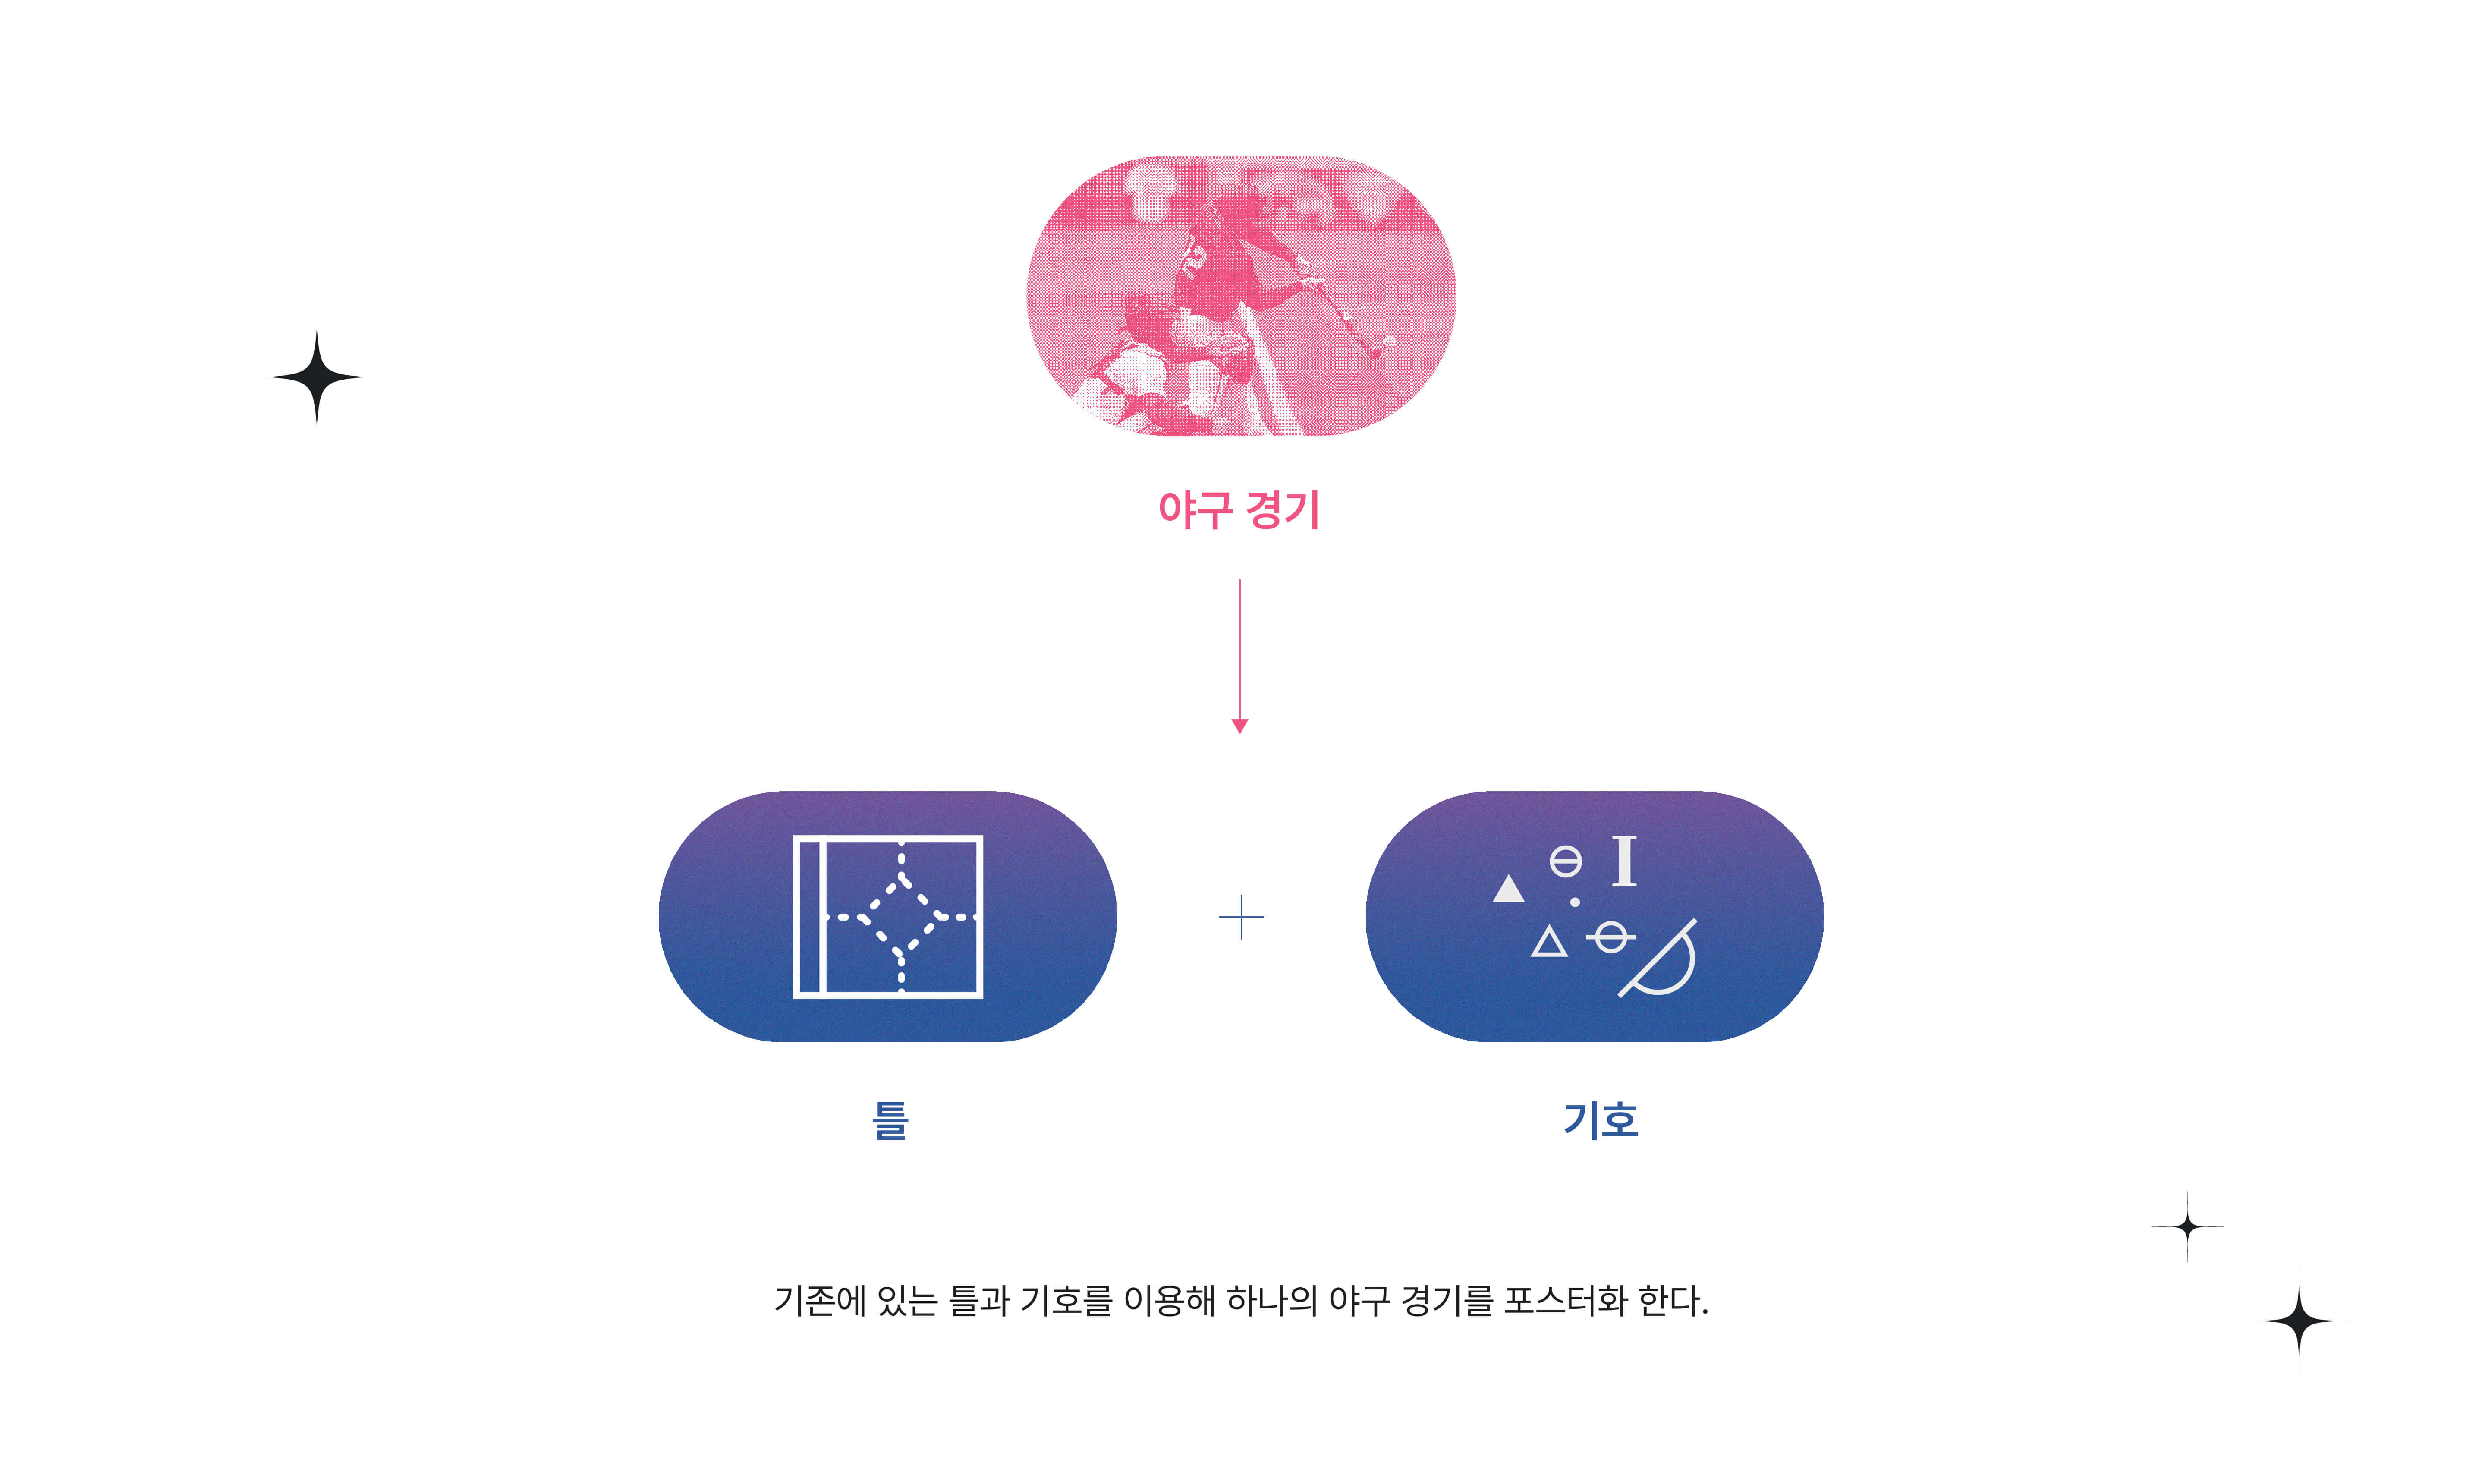 야구 경기
틀
기호
기존에 있는 틀과 기호를 이용해 하나의 야구 경기를 포스터화 한다.